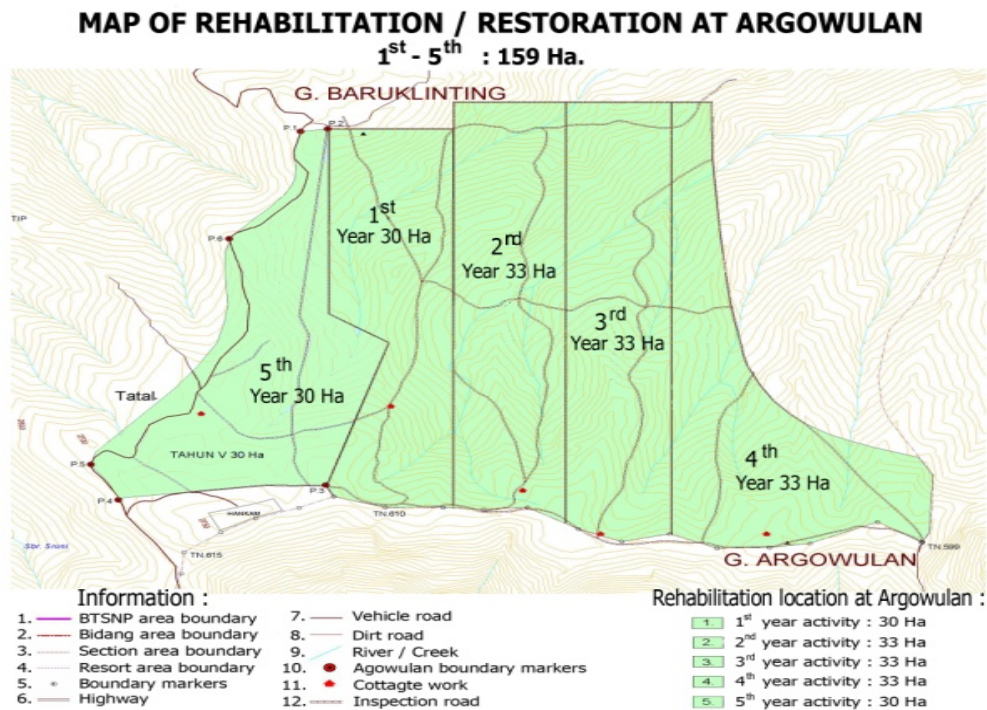 MAP OF REHABILITATION / RESTORATION AT ARGOWULAN
1st - 5th : 159 Ha.
G. BARUKLINTING
P.1
P.2
1st
Year 30 Ha
TIP
P.6
2nd
Year 33 Ha
3rd
Year 33 Ha
5th
Year 30 Ha
Tatal
TAHUN V 30 Ha
4th
Year 33 Ha
P.5
P.4
P.3
HANKAM
TN.610
TN.615
TN.599
G. ARGOWULAN
Information :
1. BTSNP area boundary
2. Bidang area boundary
3. Section area boundary
4. Resort area boundary
5. Boundary markers
6. Highway
7. Vehicle road
8. Dirt road
9. River / Creek
10. Agowulan boundary markers
11. Cottagte work
12. Inspection road
Rehabilitation location at Argowulan :
1. 1st year activity : 30 Ha
2. 2nd year activity : 33 Ha
3. 3rd year activity : 33 Ha
4. 4th year activity : 33 Ha
5. 5th year activity : 30 Ha